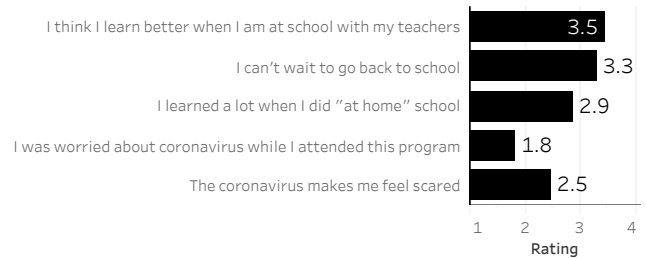 I think I learn better when I am at school with my teachers 3.5
I can't wait to go back to school 3.3
I learned a lot when I did "at home" school 2.9
I was worried about coronavirus while I attended this program 1.8
The coronavirus makes me feel scared 2.5
1 2 3 4
Rating